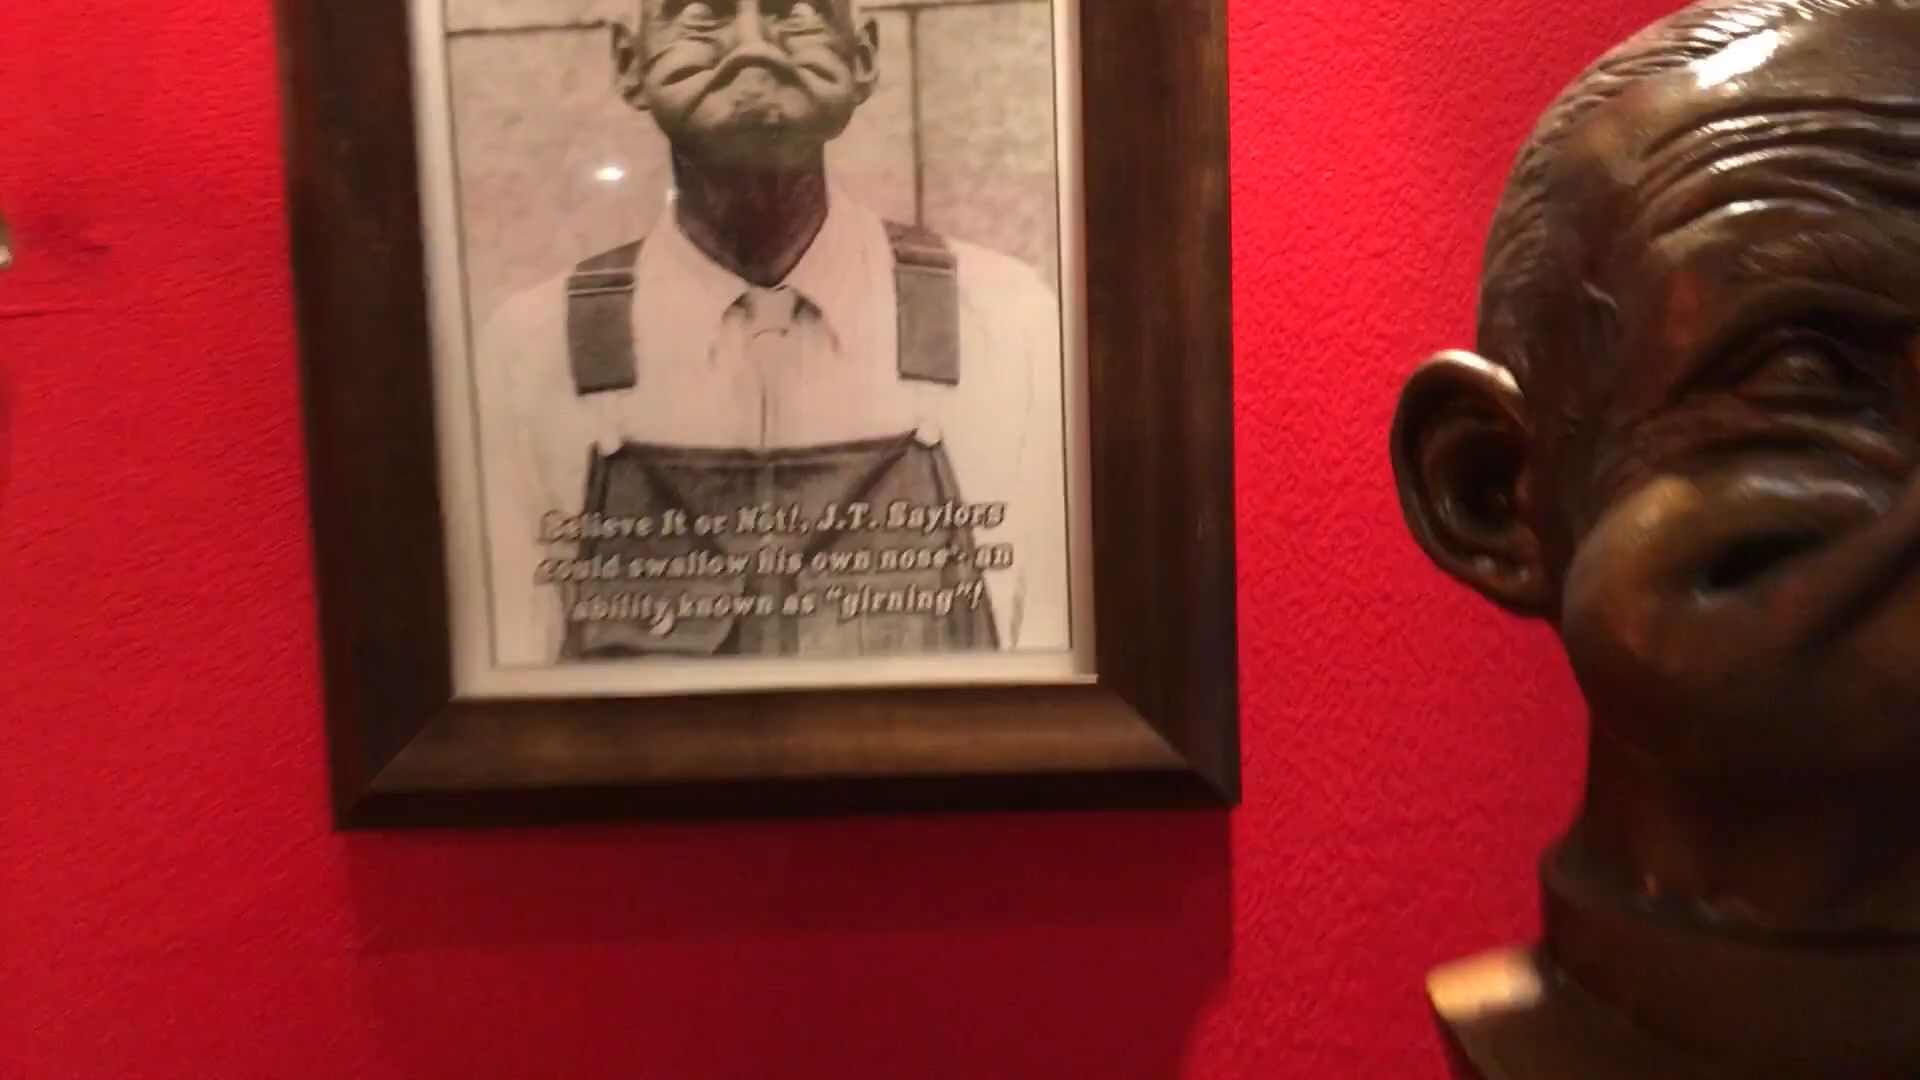 Believe It or Not!, J.T. Saylors
could swallow his own nose - an
ability known as "girning"!